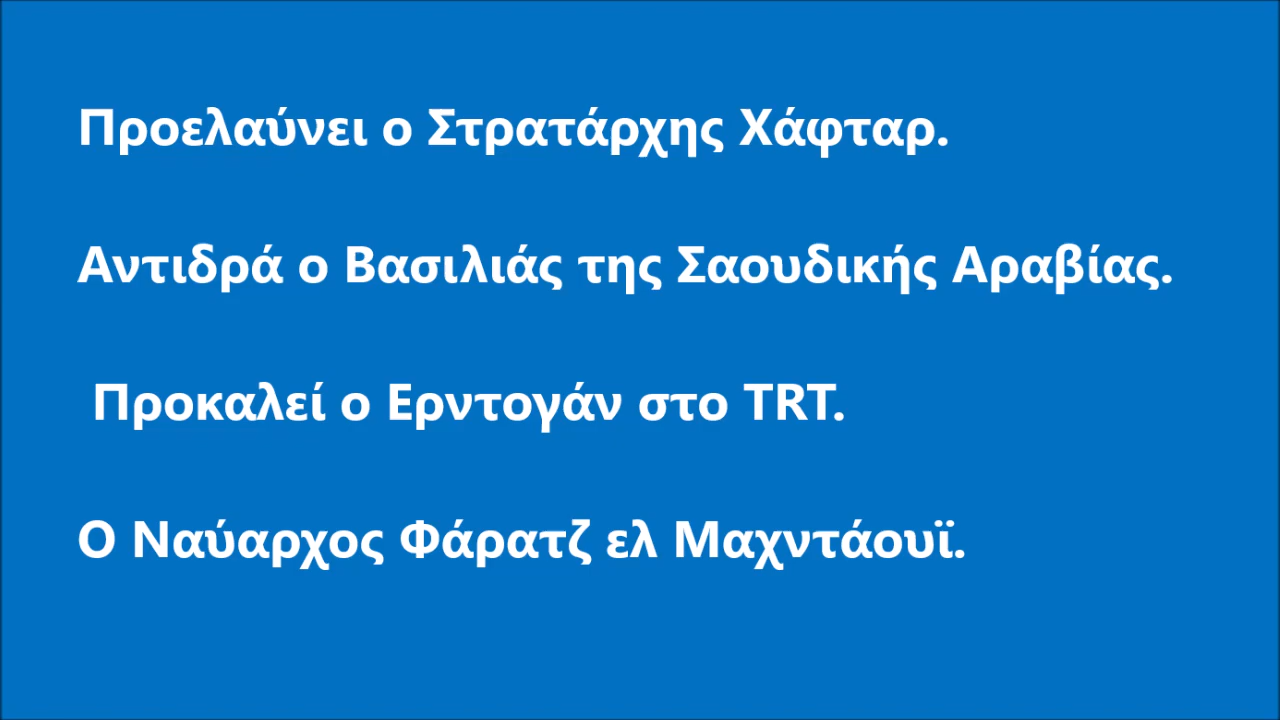 Προελαύνει ο Στρατάρχης Χάφταρ.
Αντιδρά ο Βασιλιάς της Σαουδικής Αραβίας.
Προκαλεί ο Ερντογάν στο TRT.
Ο Ναύαρχος Φάρατζ ελ Μαχντάουϊ.